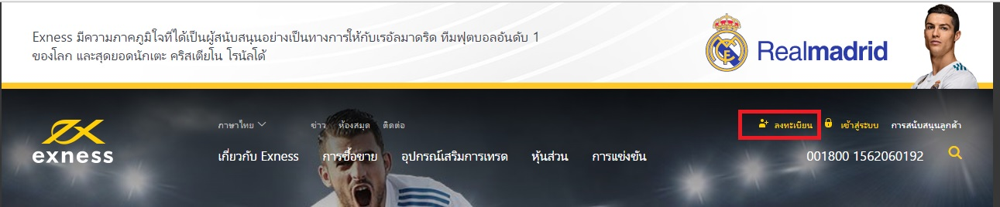 Exness มีความภาคภูมิใจที่ได้เป็นผู้สนับสนุนอย่างเป็นทางการให้กับเรอัลมาดริด ทีมฟุตบอลอันดับ 1
ของโลก และสุดยอดนักเตะ คริสเตียโน โรนัลโด้
Realmadrid
exness
ภาษาไทย ข่าว ห้องสมุด ติดต่อ
ลงทะเบียน เข้าสู่ระบบ การสนับสนุนลูกค้า
เกี่ยวกับ Exness การซื้อขาย อุปกรณ์เสริมการเทรด หุ้นส่วน การแข่งขัน
001800 1562060192